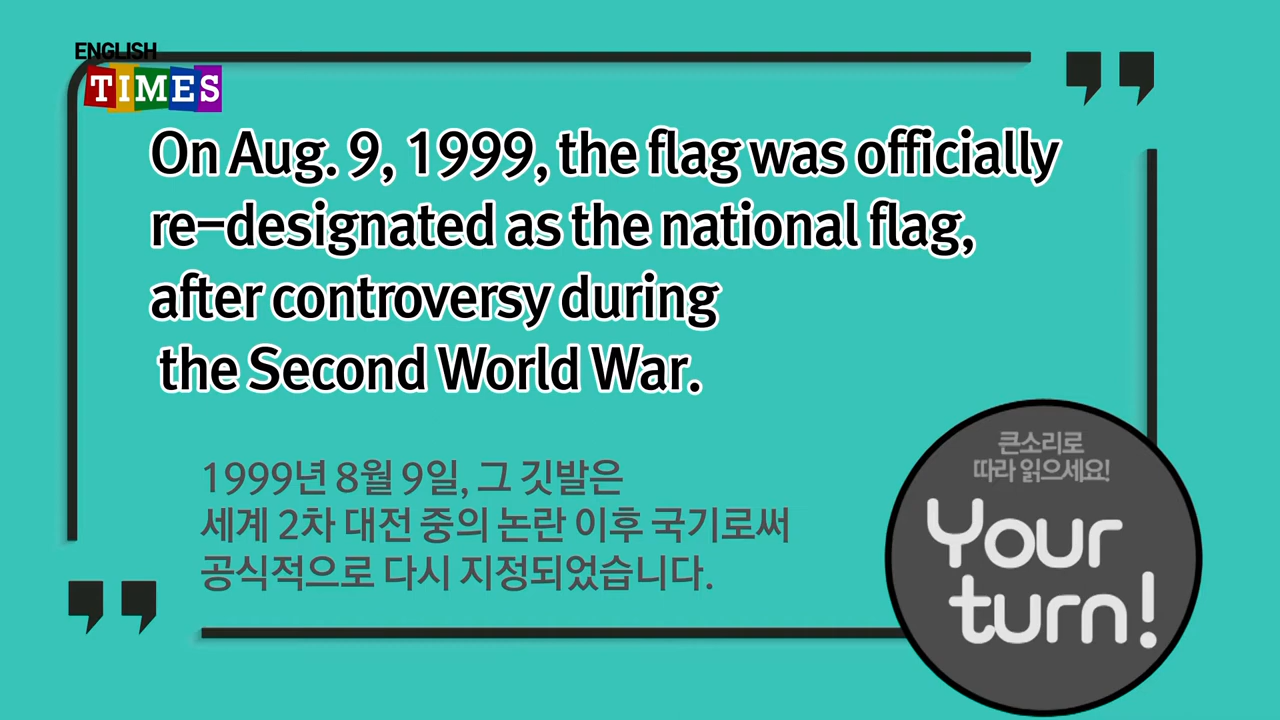 ENGLISH
TIMES
On Aug. 9, 1999, the flag was officially
re-designated as the national flag,
after controversy during
the Second World War.
1999년 8월 9일, 그 깃발은
세계 2차 대전 중의 논란 이후 국기로써
공식적으로 다시 지정되었습니다.
큰소리로
따라 읽으세요!
Your
turn!